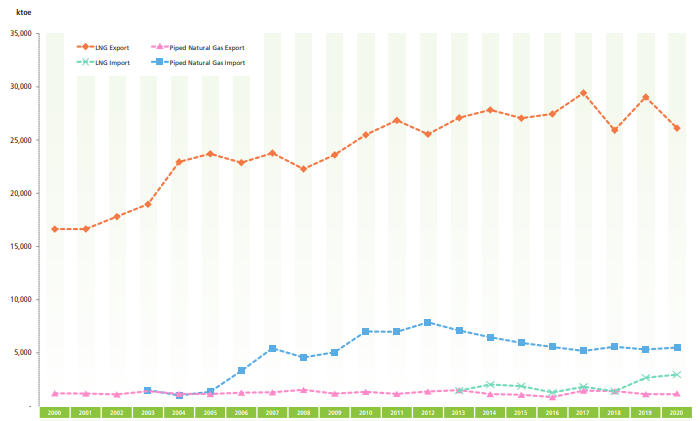 ktoe
35,000
LNG Export Piped Natural Gas Export
LNG Import Piped Natural Gas Import
30,000
25,000
20,000
15,000
10,000
5,000
-
2000 2001 2002 2003 2004 2005 2006 2007 2008 2009 2010 2011 2012 2013 2014 2015 2016 2017 2018 2019 2020